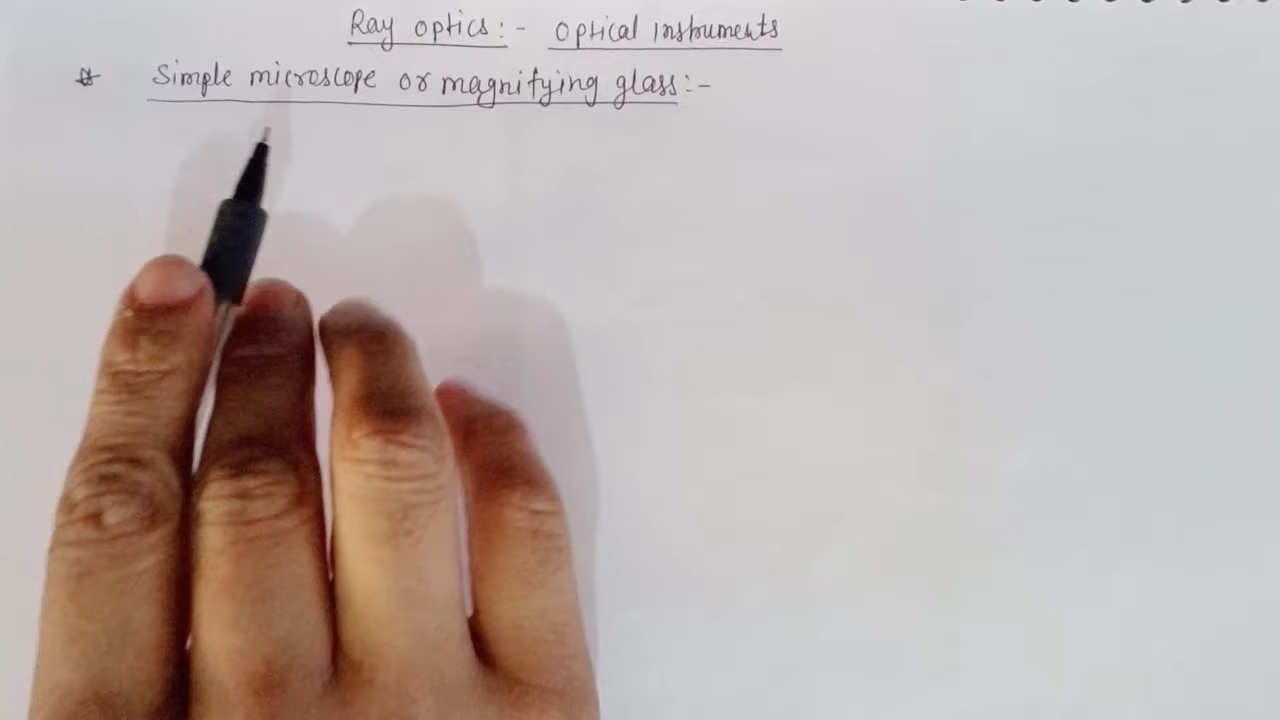 Ray optics:- Optical instruments
* Simple microscope or magnifying glass:-